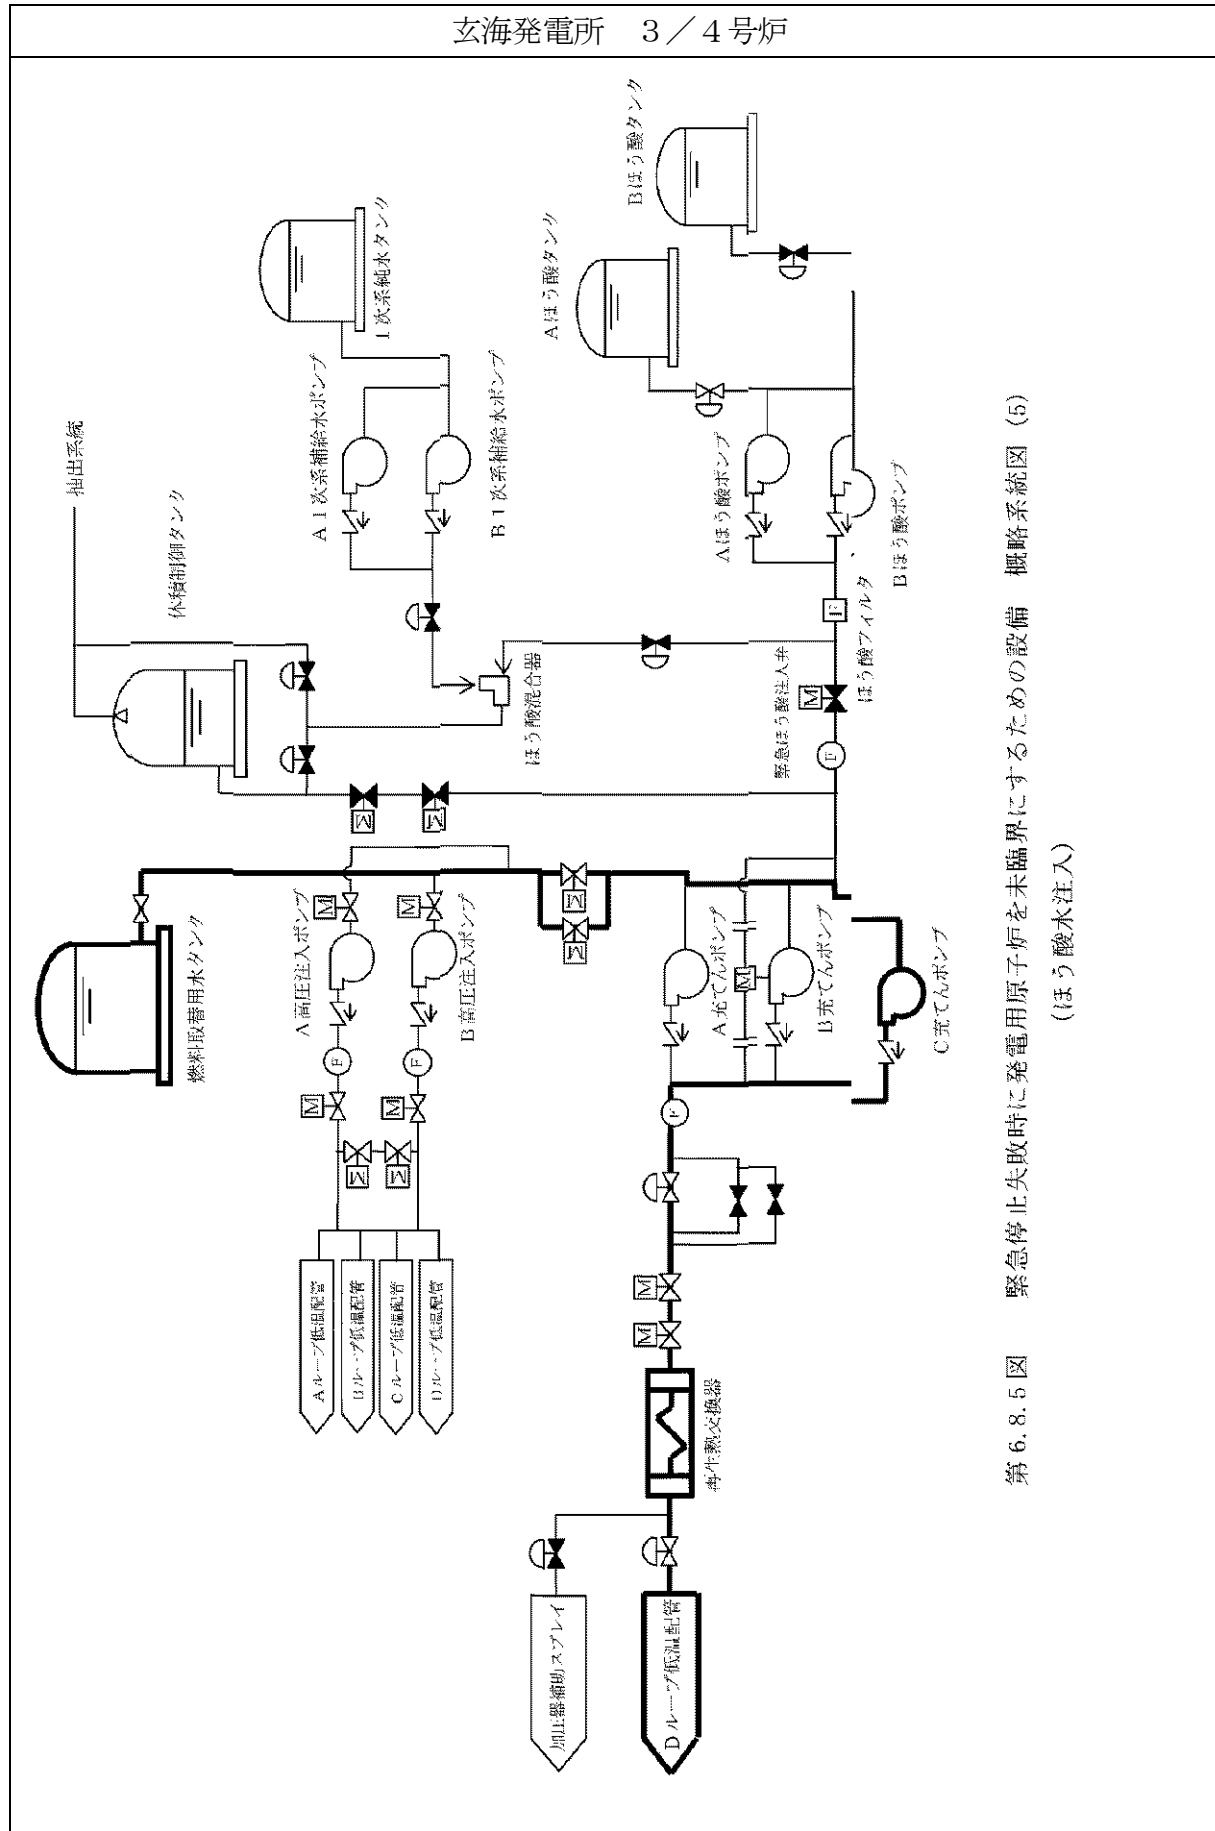 玄海発電所　３／４号炉
抽出系統
体積制御タンク
１次系純水タンク
Ａ１次系補給水ポンプ
Ｂ１次系補給水ポンプ
Ｂほう酸タンク
Ａほう酸タンク
Ａほう酸ポンプ
Ｂほう酸ポンプ
ほう酸混合器
緊急ほう酸注入弁
ほう酸フィルタ
M
F
F
M
M
燃料取替用水タンク
M
M
Ａ高圧注入ポンプ
Ｂ高圧注入ポンプ
M
M
F
F
M
M
M
M
Ａループ低温配管
Ｂループ低温配管
Ｃループ低温配管
Ｄループ低温配管
Ａ充てんポンプ
M
Ｂ充てんポンプ
Ｃ充てんポンプ
F
M
M
再生熱交換器
加圧器補助スプレイ
Ｄループ低温配管
第6.8.5図　緊急停止失敗時に発電用原子炉を未臨界にするための設備　概略系統図（5）
（ほう酸水注入）